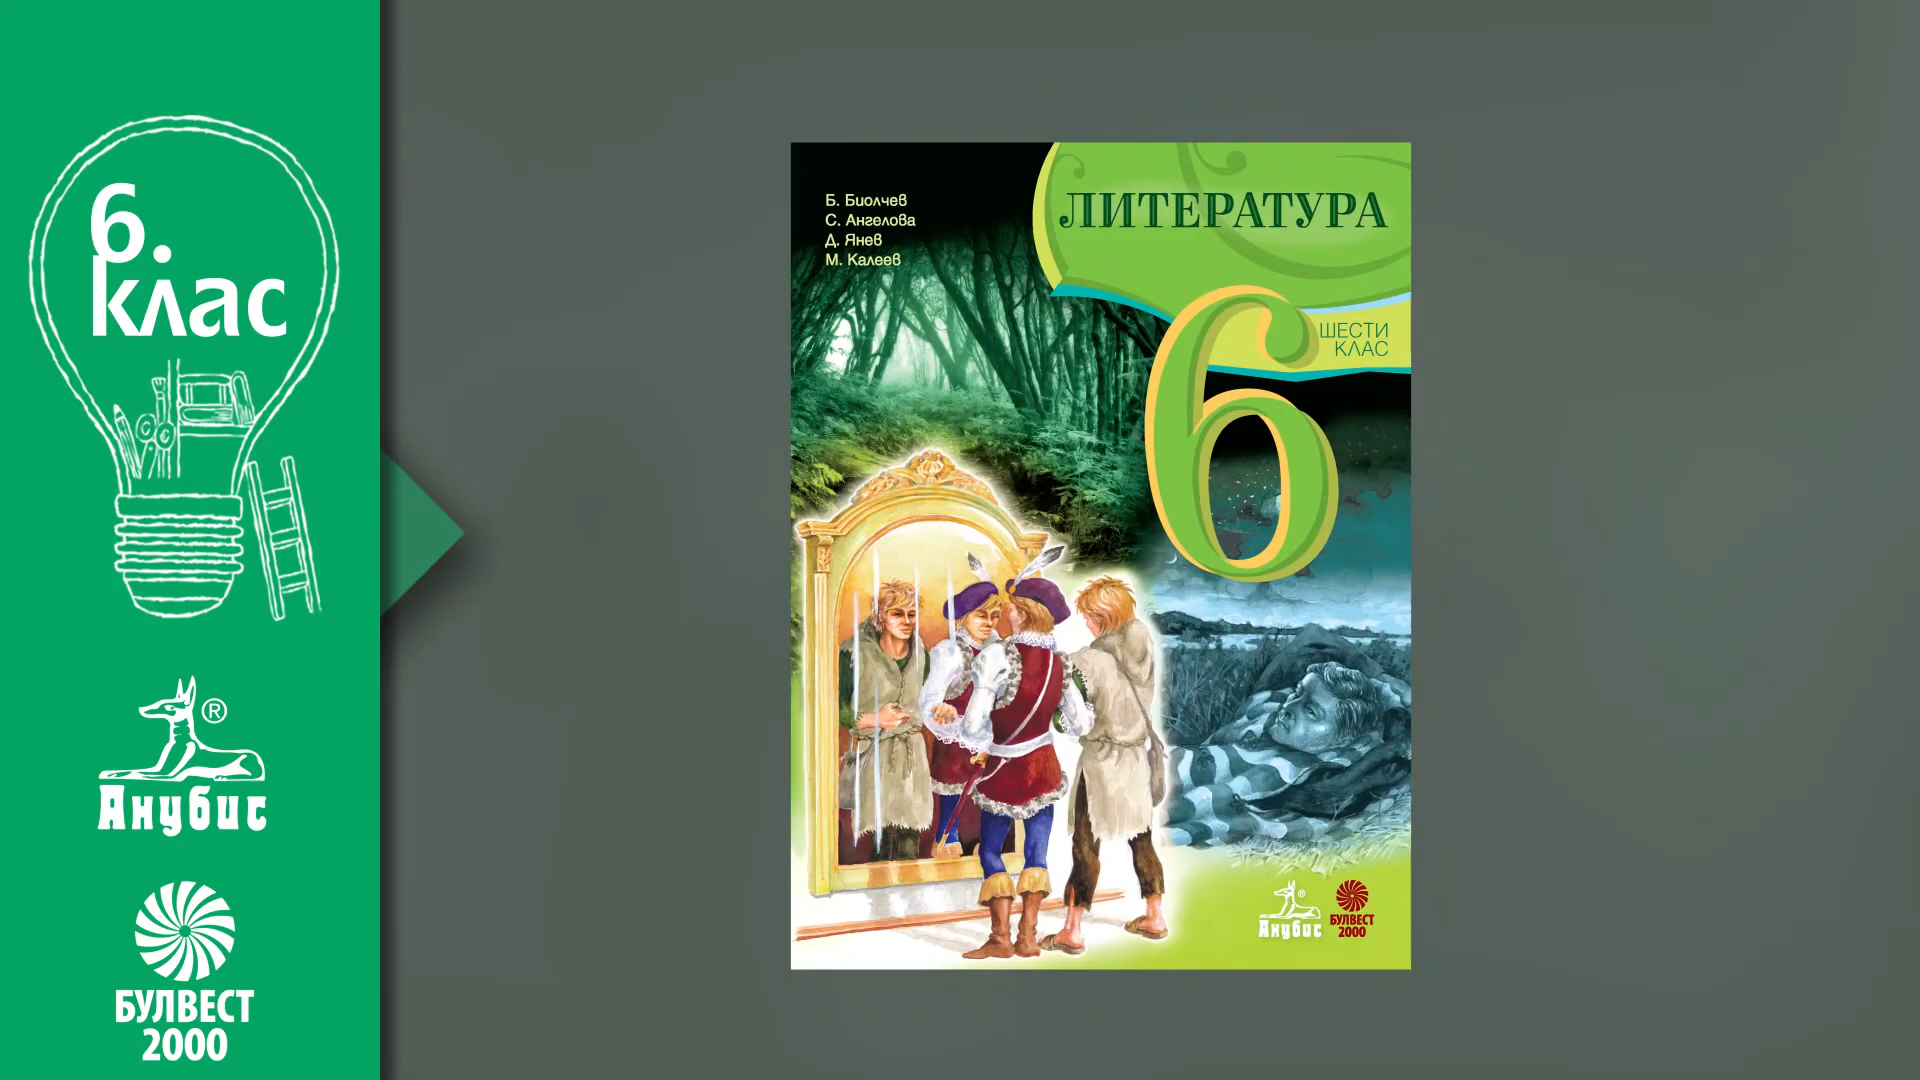 6.
клас
®
Анубис
БУЛВЕСТ
2000
Б. Биолчев
С. Ангелова
Д. Янев
М. Калеев
ЛИТЕРАТУРА
6
ШЕСТИ
КЛАС
®
Анубис
БУЛВЕСТ
2000